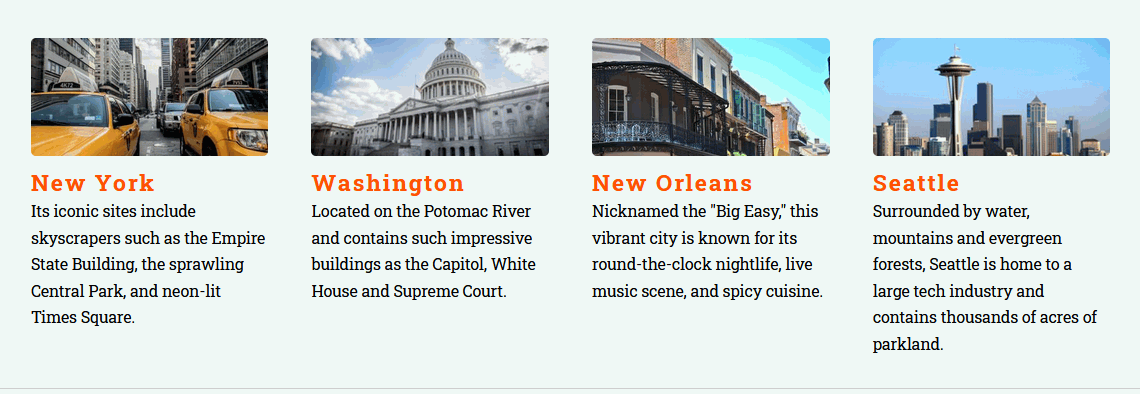 New York
Its iconic sites include
skyscrapers such as the Empire
State Building, the sprawling
Central Park, and neon-lit
Times Square.
Washington
Located on the Potomac River
and contains such impressive
buildings as the Capitol, White
House and Supreme Court.
New Orleans
Nicknamed the "Big Easy," this
vibrant city is known for its
round-the-clock nightlife, live
music scene, and spicy cuisine.
Seattle
Surrounded by water,
mountains and evergreen
forests, Seattle is home to a
large tech industry and
contains thousands of acres of
parkland.